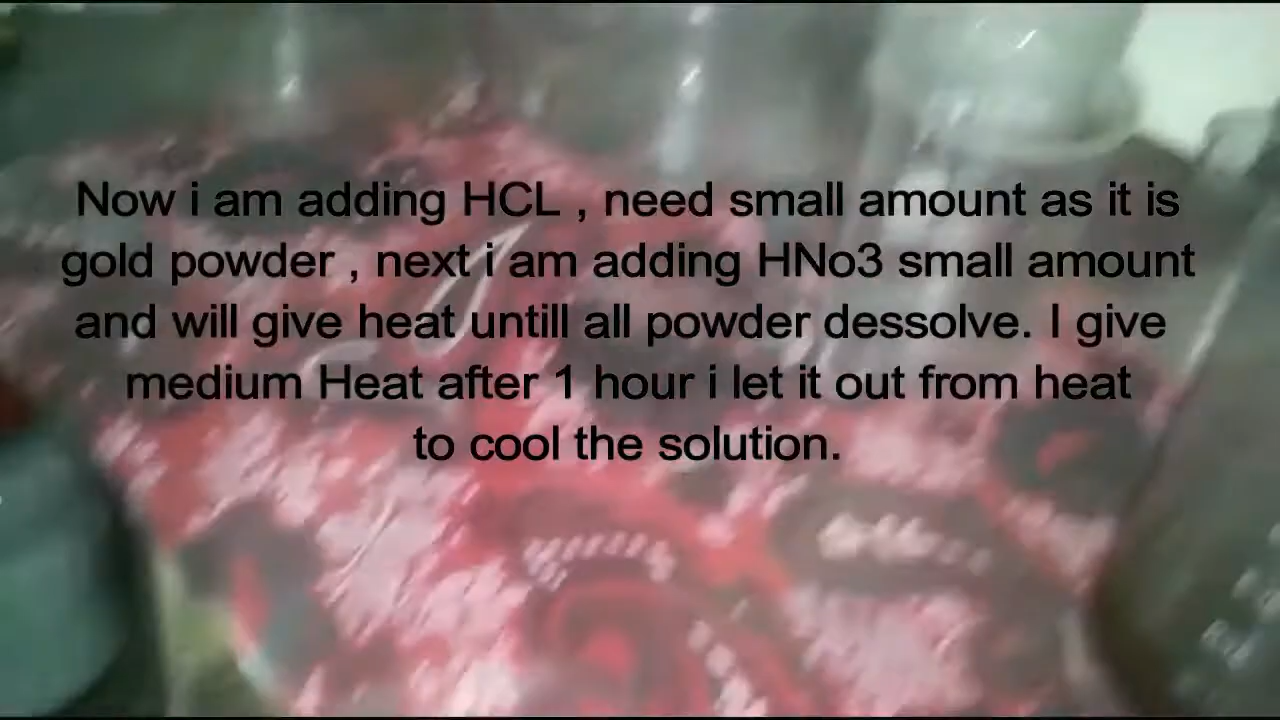 Now i am adding HCL , need small amount as it is
gold powder , next i am adding HNo3 small amount
and will give heat untill all powder dessolve. I give
medium Heat after 1 hour i let it out from heat
to cool the solution.